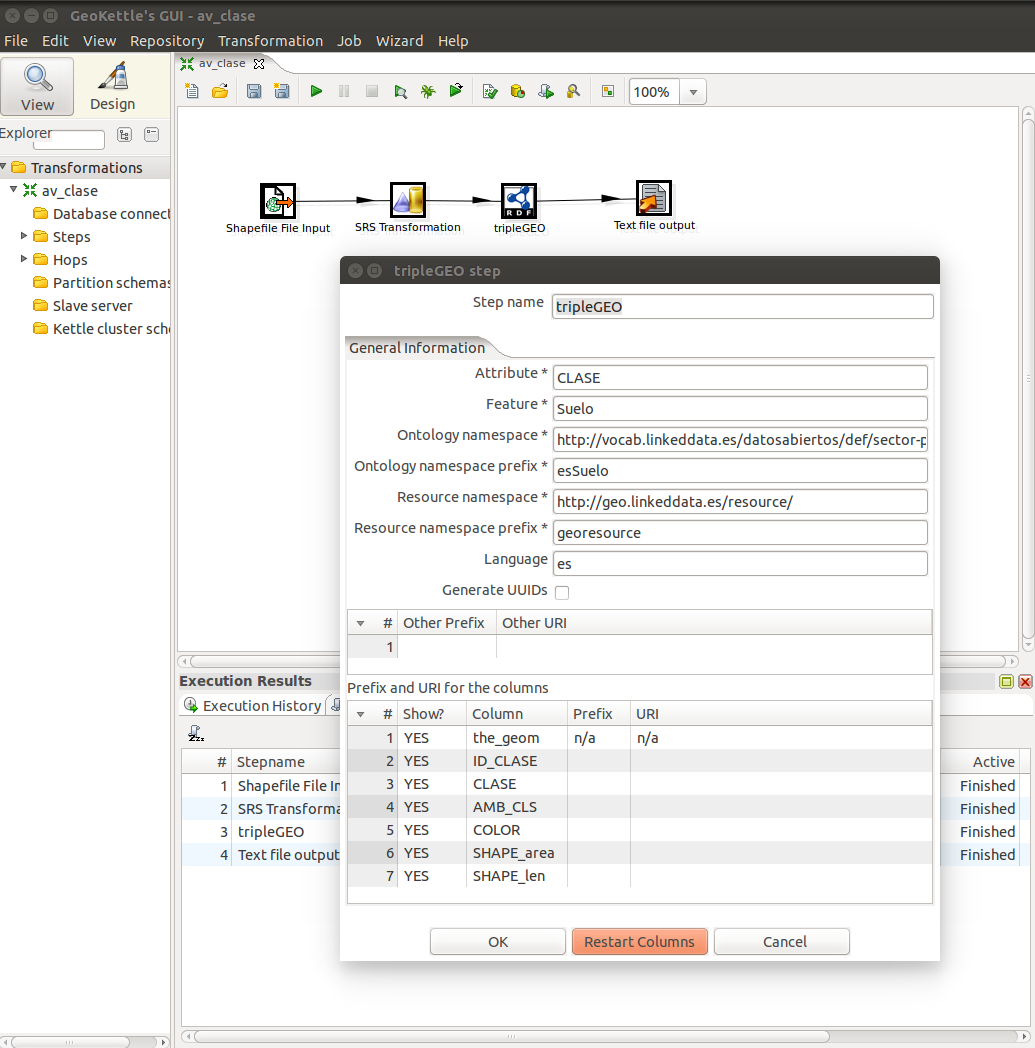 GeoKettle's GUI - av_clase
File Edit View Repository Transformation Job Wizard Help
View
Design
av_clase
100%
Explorer
Transformations
av_clase
Database connect
Steps
Hops
Partition schemas
Slave server
Kettle cluster sch
Shapefile File Input
SRS Transformation
RDF
tripleGEO
Text file output
tripleGEO step
Step name tripleGEO
General Information
Attribute * CLASE
Feature * Suelo
Ontology namespace * http://vocab.linkeddata.es/datosabiertos/def/sector-p
Ontology namespace prefix * esSuelo
Resource namespace * http://geo.linkeddata.es/resource/
Resource namespace prefix * georesource
Language es
Generate UUIDs
# Other Prefix Other URI
1
Prefix and URI for the columns
# Show? Column Prefix URI
1 YES the_geom n/a n/a
2 YES ID_CLASE
3 YES CLASE
4 YES AMB_CLS
5 YES COLOR
6 YES SHAPE_area
7 YES SHAPE_len
OK Restart Columns Cancel
Execution Results
Execution History
# Stepname Active
1 Shapefile File In Finished
2 SRS Transforma Finished
3 tripleGEO Finished
4 Text file output Finished